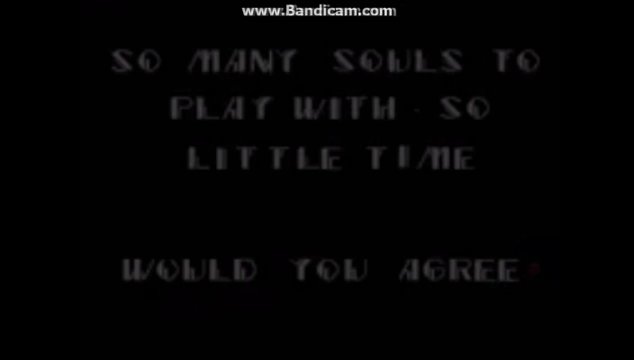 www.Bandicam.com
SO MANY SOULS TO
PLAY WITH SO
LITTLE TIME
WOULD YOU AGREE